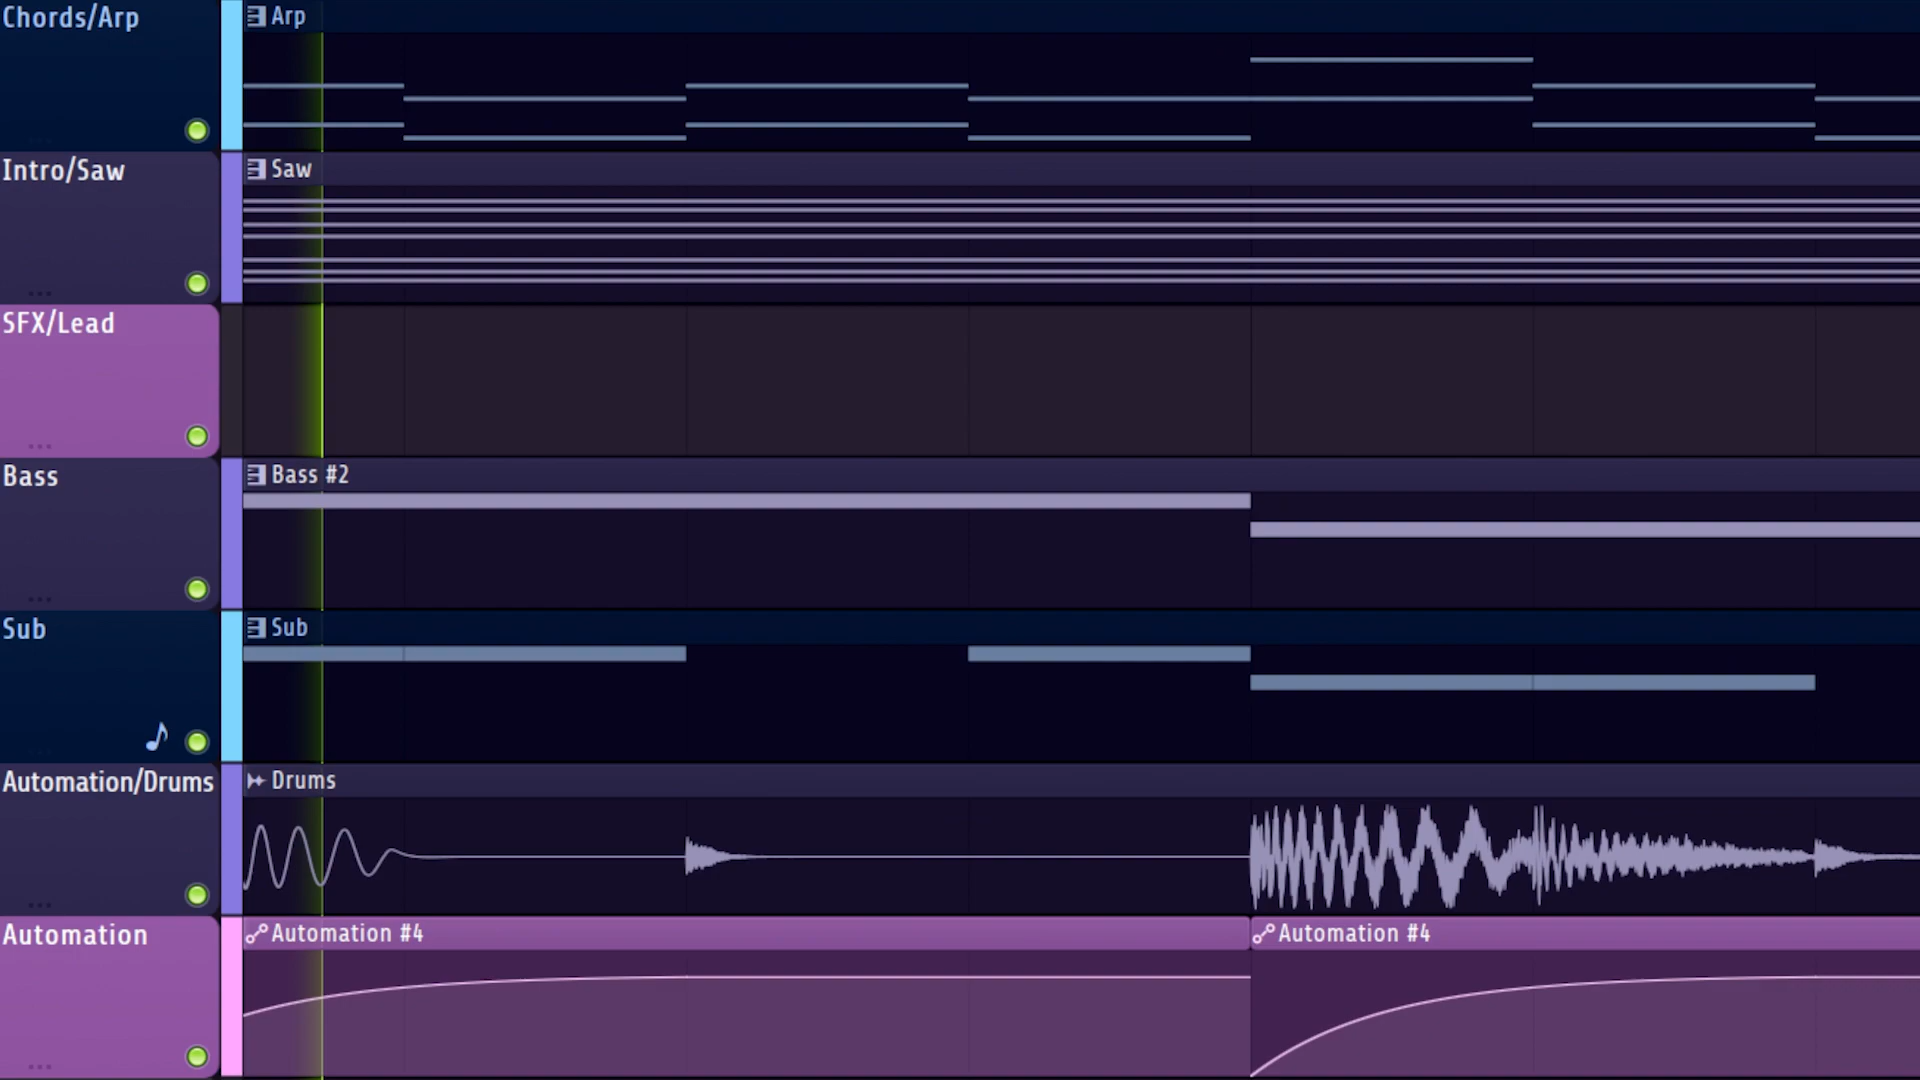 Chords/Arp
Arp
Intro/Saw
Saw
SFX/Lead
Bass
Bass #2
Sub
Sub
Automation/Drums
Drums
Automation
Automation #4
Automation #4